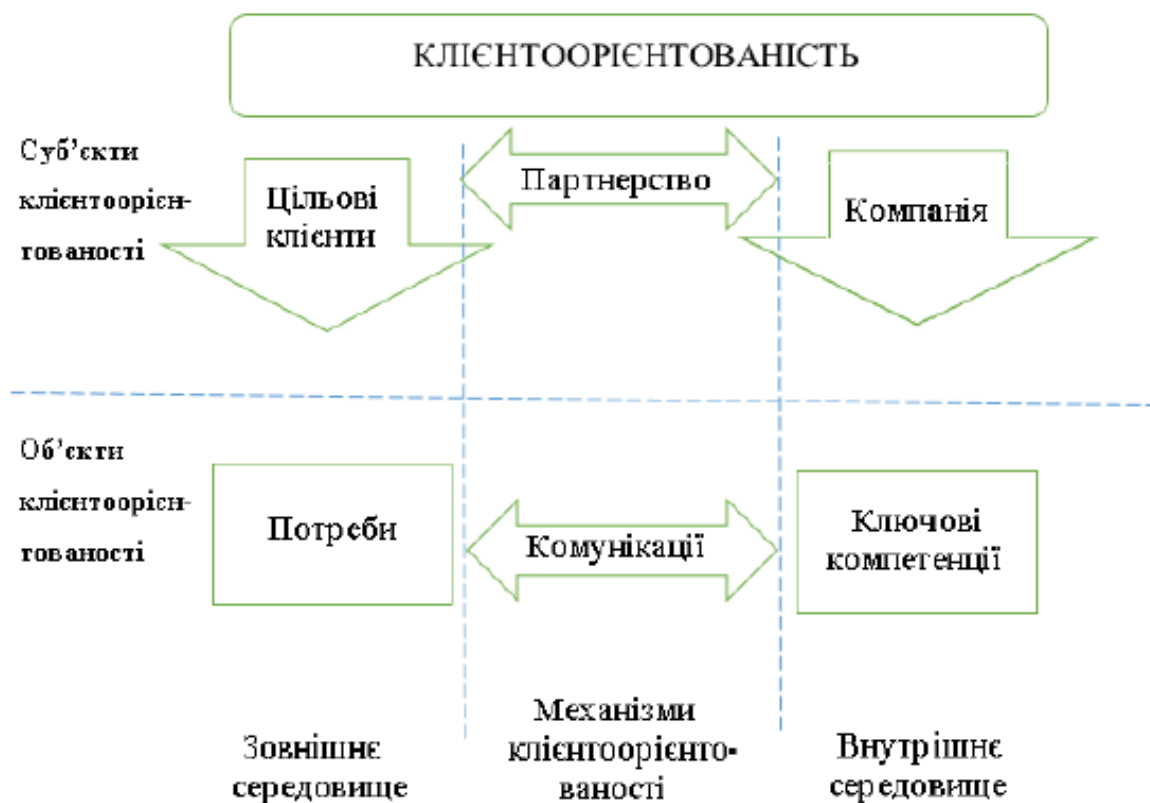 КЛІЄНТООРІЄНТОВАНІСТЬ
Суб’єкти
клієнтоорієн-
тованості
Цільові
клієнти
Партнерство
Компанія
Об’єкти
клієнтоорієн-
тованості
Потреби
Комунікації
Ключові
компетенції
Зовнішнє
середовище
Механізми
клієнтоорієнто-
ваності
Внутрішнє
середовище